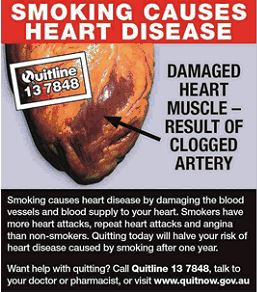 SMOKING CAUSES
HEART DISEASE
Quitline
13 7848
DAMAGED
HEART
MUSCLE –
RESULT OF
CLOGGED
ARTERY
Smoking causes heart disease by damaging the blood
vessels and blood supply to your heart. Smokers have
more heart attacks, repeat heart attacks and angina
than non-smokers. Quitting today will halve your risk of
heart disease caused by smoking after one year.
Want help with quitting? Call Quitline 13 7848, talk to
your doctor or pharmacist, or visit www.quitnow.gov.au